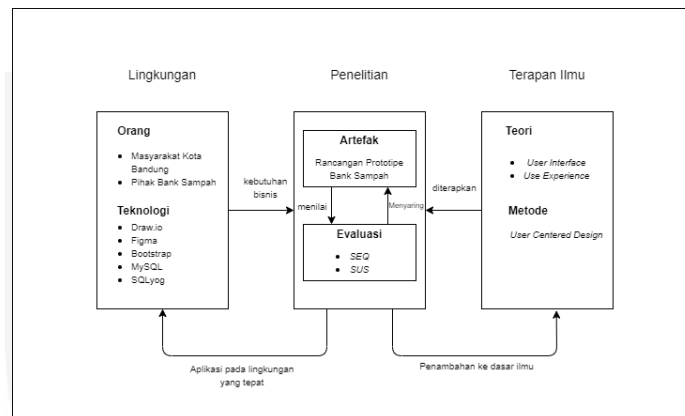 Lingkungan
Penelitian
Terapan Ilmu
Orang
Masyarakat Kota
Bandung
Pihak Bank Sampah
Teknologi
Draw.io
Figma
Bootstrap
MySQL
SQLyog
kebutuhan
bisnis
Artefak
Rancangan Prototipe
Bank Sampah
menilai
Menyaring
Evaluasi
SEQ
SUS
diterapkan
Teori
User Interface
Use Experience
Metode
User Centered Design
Aplikasi pada lingkungan
yang tepat
Penambahan ke dasar ilmu